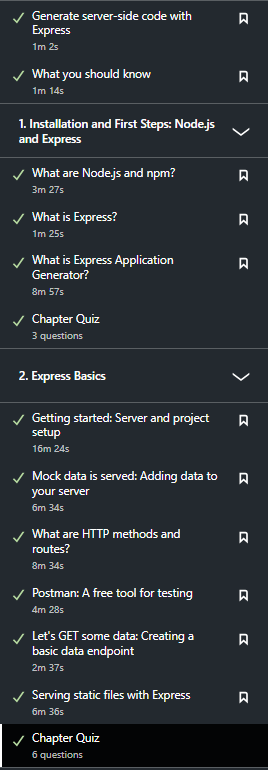 Generate server-side code with
Express
1m 2s
What you should know
1m 14s
1. Installation and First Steps: Node.js
and Express
What are Node.js and npm?
3m 27s
What is Express?
1m 25s
What is Express Application
Generator?
8m 57s
Chapter Quiz
3 questions
2. Express Basics
Getting started: Server and project
setup
16m 24s
Mock data is served: Adding data to
your server
6m 34s
What are HTTP methods and
routes?
8m 34s
Postman: A free tool for testing
4m 28s
Let's GET some data: Creating a
basic data endpoint
2m 37s
Serving static files with Express
6m 36s
Chapter Quiz
6 questions